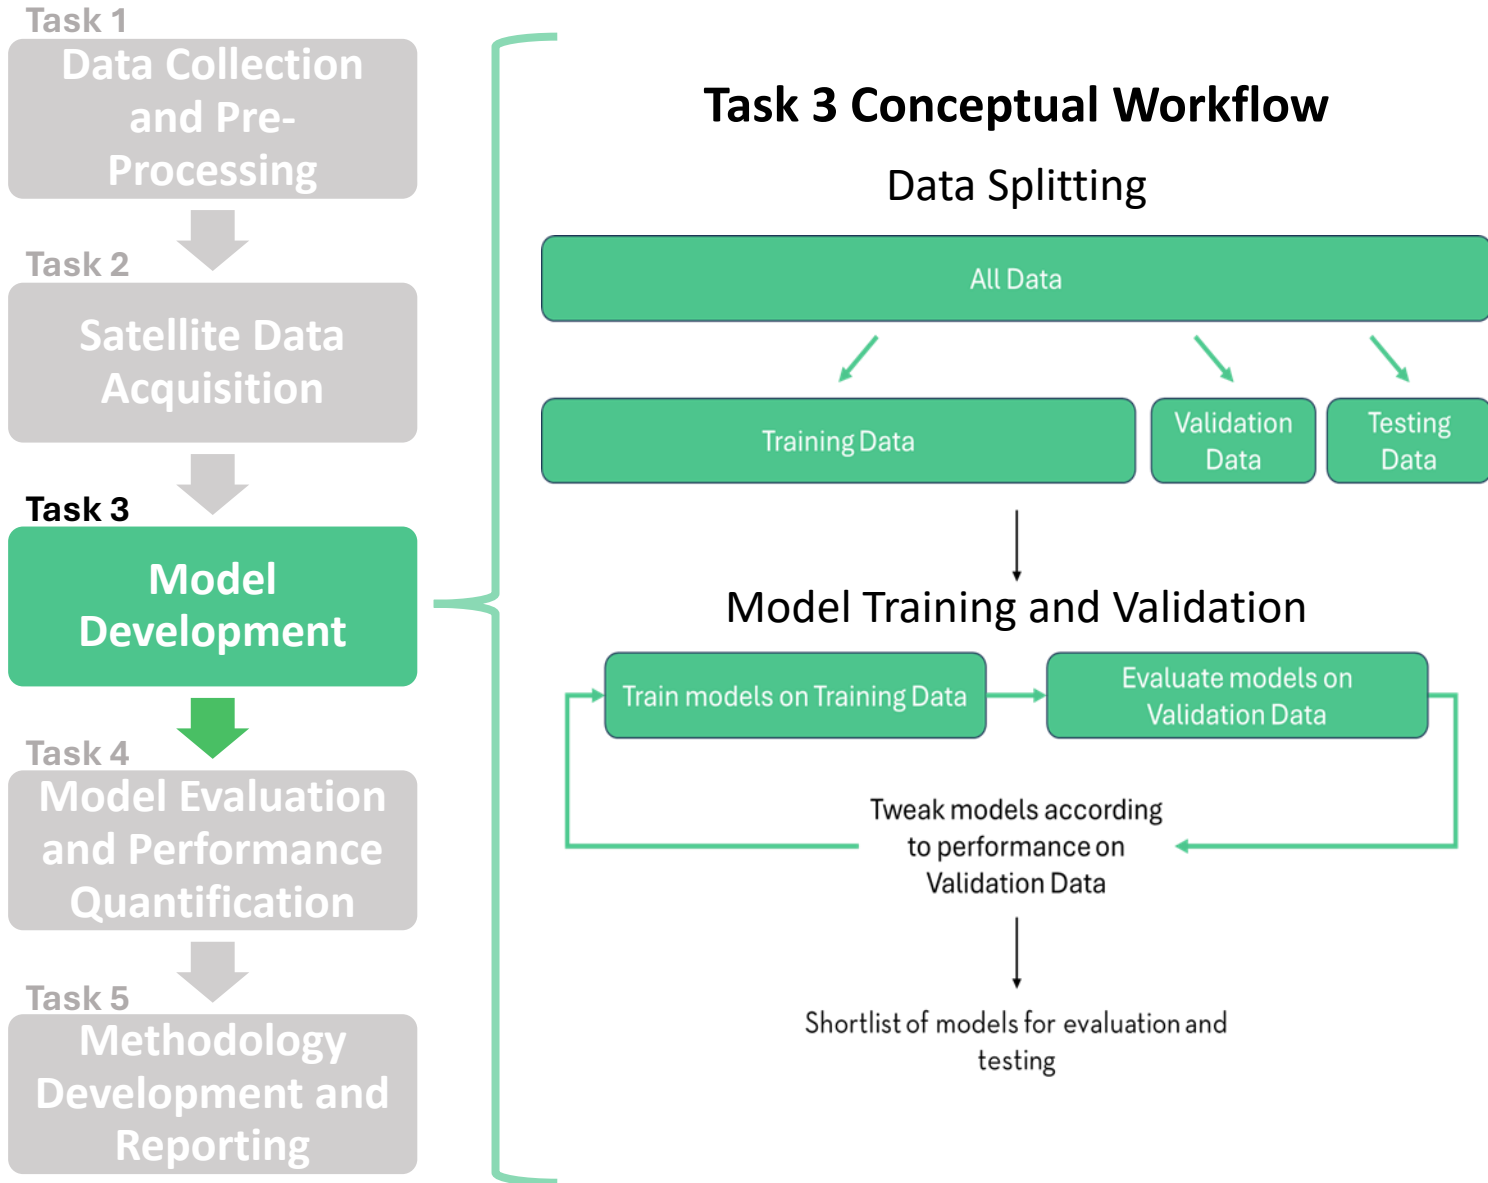 Task 1
Data Collection
and Pre-
Processing
Task 2
Satellite Data
Acquisition
Task 3
Model
Development
Task 4
Model Evaluation
and Performance
Quantification
Task 5
Methodology
Development and
Reporting
Task 3 Conceptual Workflow
Data Splitting
All Data
Training Data
Validation
Data
Testing
Data
Model Training and Validation
Train models on Training Data
Evaluate models on
Validation Data
Tweak models according
to performance on
Validation Data
Shortlist of models for evaluation and
testing